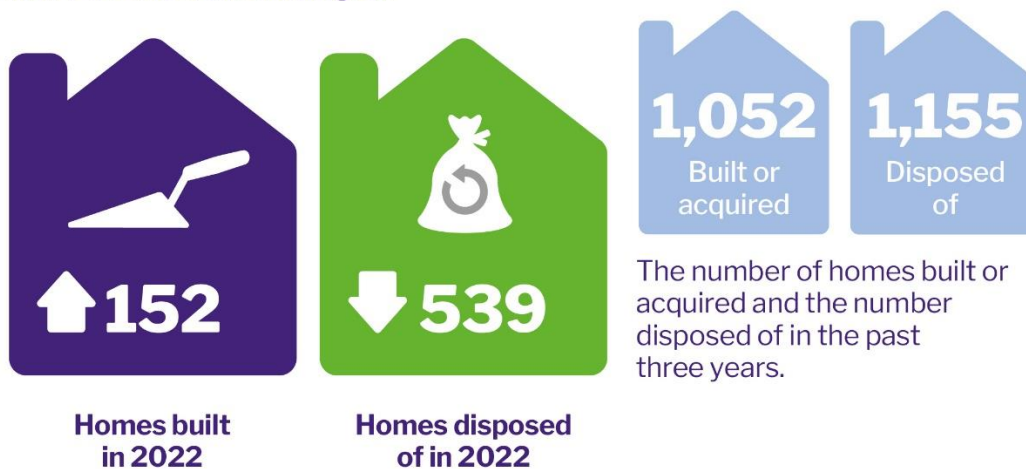 152
Homes built
in 2022
539
Homes disposed
of in 2022
1,052
Built or
acquired
1,155
Disposed
of
The number of homes built or
acquired and the number
disposed of in the past
three years.